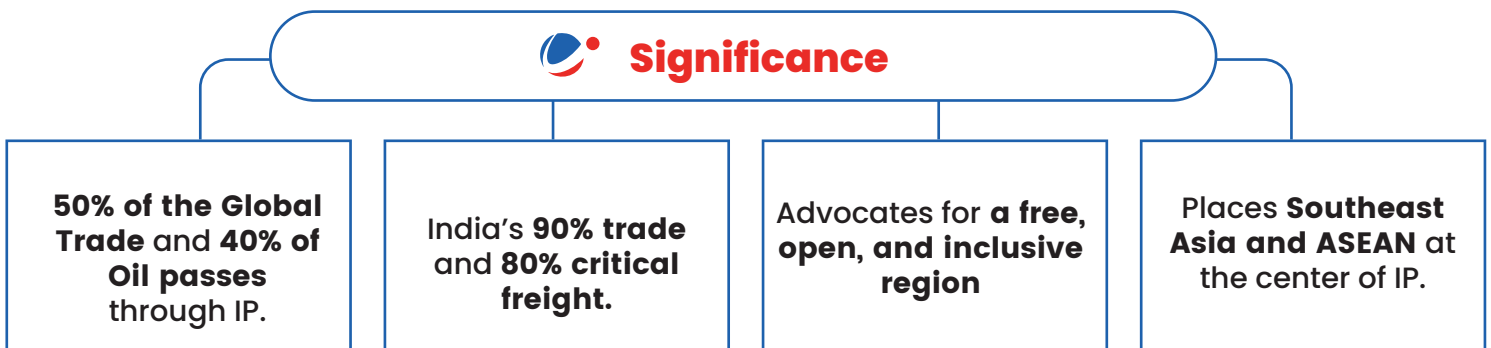 Significance
50% of the Global
Trade and 40% of
Oil passes
through IP.
India’s 90% trade
and 80% critical
freight.
Advocates for a free,
open, and inclusive
region
Places Southeast
Asia and ASEAN at
the center of IP.